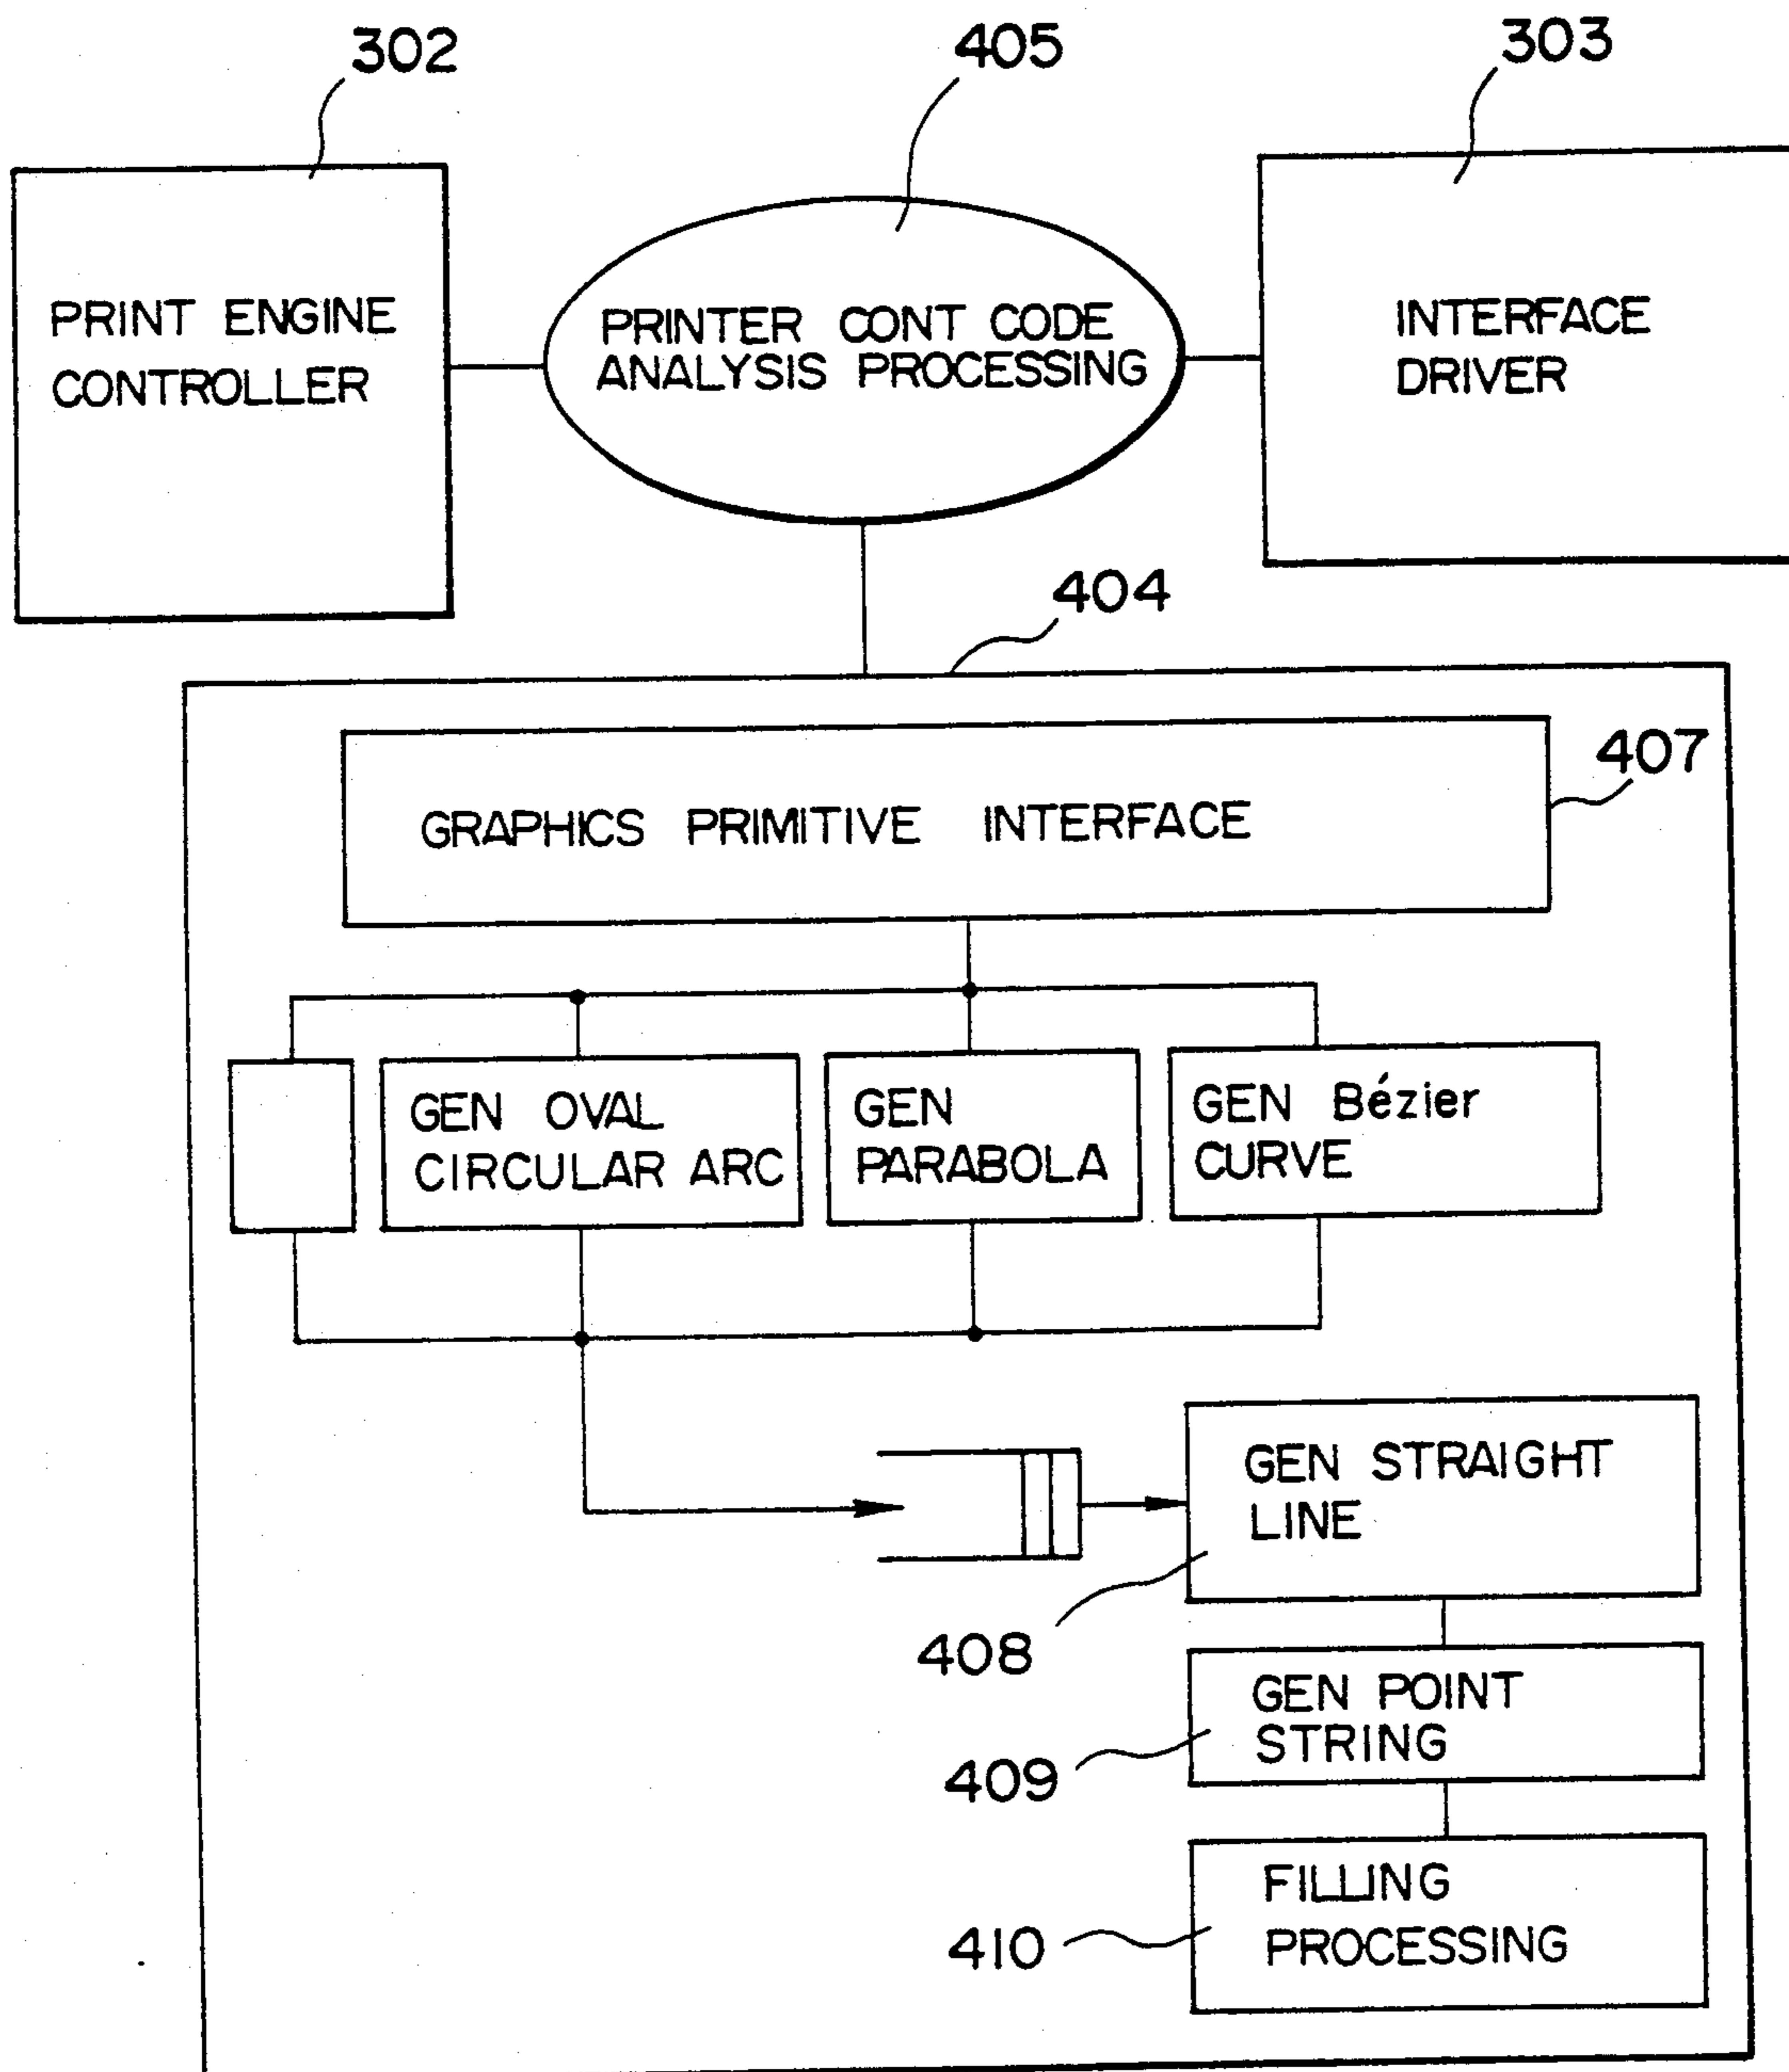 302
405
303
PRINT ENGINE
CONTROLLER
PRINTER CONT CODE
ANALYSIS PROCESSING
INTERFACE
DRIVER
404
407
GRAPHICS PRIMITIVE INTERFACE
GEN OVAL
CIRCULAR ARC
GEN
PARABOLA
GEN Bézier
CURVE
GEN STRAIGHT
LINE
408
GEN POINT
STRING
409
FILLING
PROCESSING
410